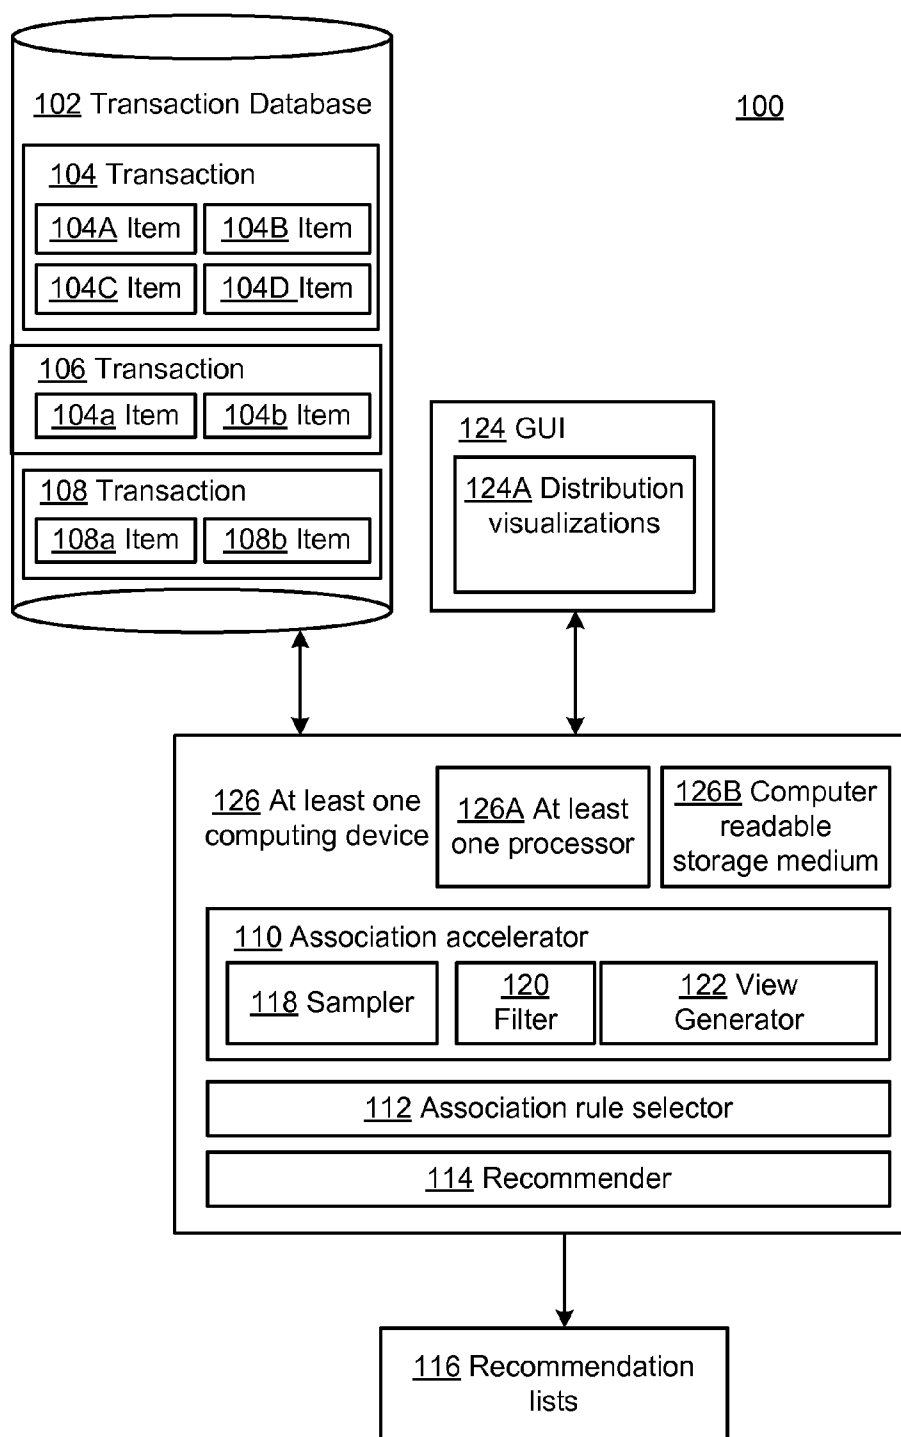 102 Transaction Database
100
104 Transaction
104A Item
104B Item
104C Item
104D Item
106 Transaction
104a Item
104b Item
108 Transaction
108a Item
108b Item
124 GUI
124A Distribution
visualizations
126 At least one
computing device
126A At least
one processor
126B Computer
readable
storage medium
110 Association accelerator
118 Sampler
120
Filter
122 View
Generator
112 Association rule selector
114 Recommender
116 Recommendation
lists